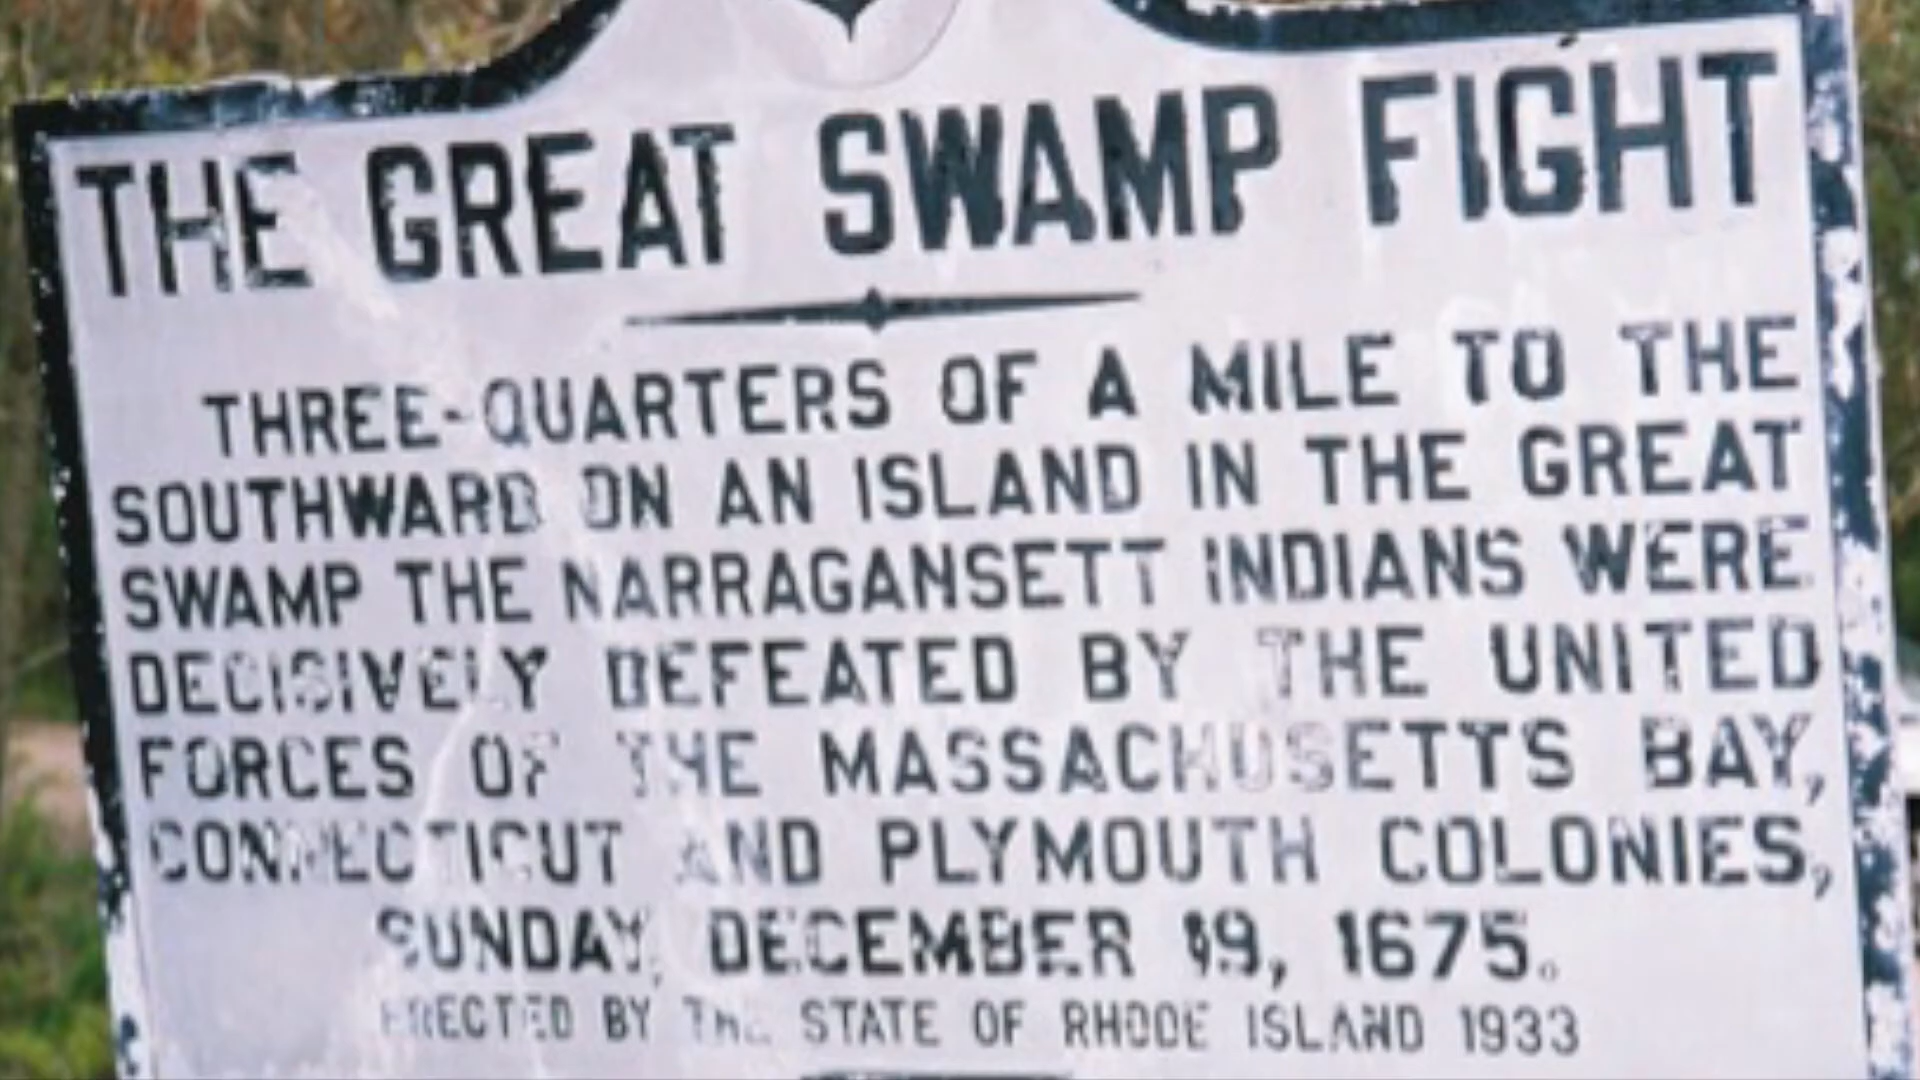 THE GREAT SWAMP FIGHT
THREE-QUARTERS OF A MILE TO THE
SOUTHWARD ON AN ISLAND IN THE GREAT
SWAMP THE NARRAGANSETT INDIANS WERE
DECISIVELY DEFEATED BY THE UNITED
FORCES OF THE MASSACHUSETTS BAY,
CONNECTICUT AND PLYMOUTH COLONIES,
SUNDAY, DECEMBER 19, 1675.
ERECTED BY THE STATE OF RHODE ISLAND 1933